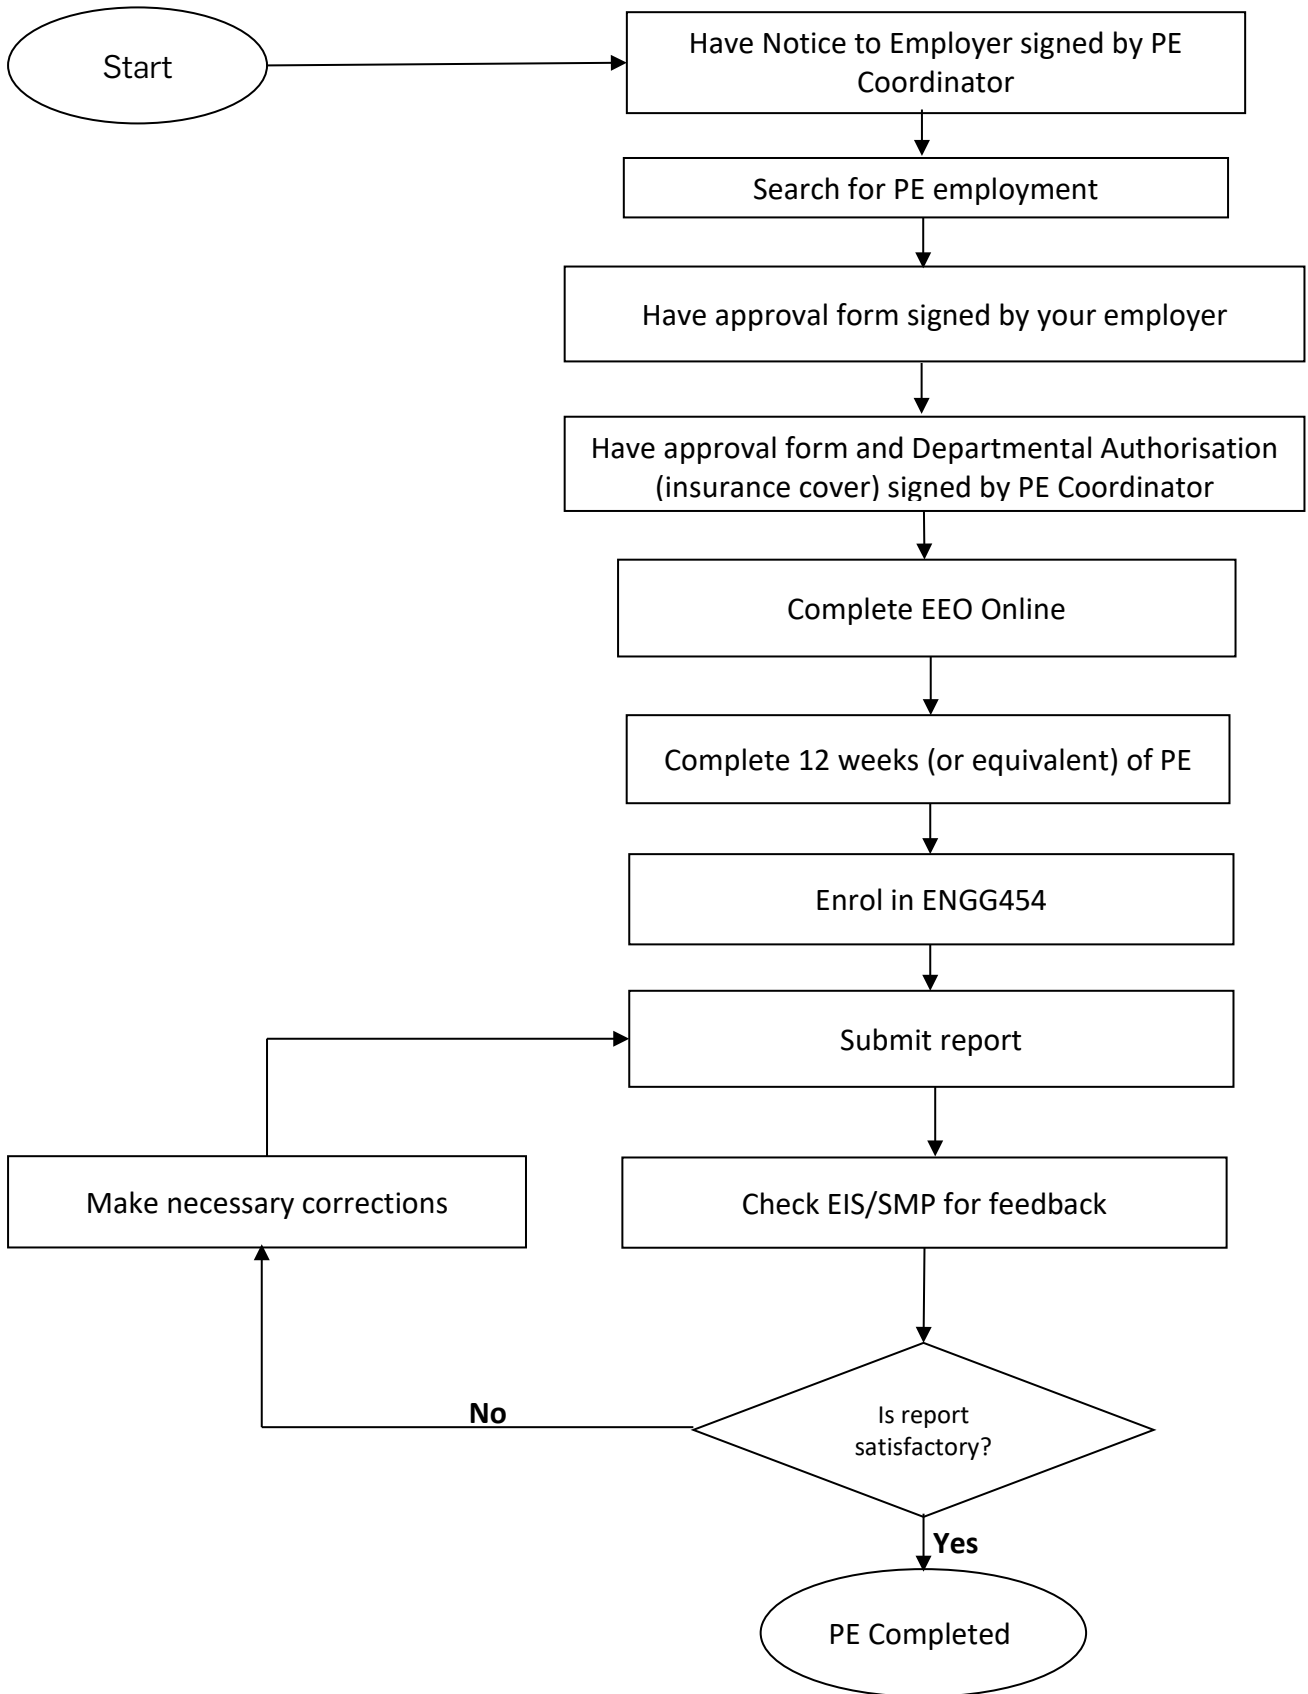 Start
Have Notice to Employer signed by PE
Coordinator
Search for PE employment
Have approval form signed by your employer
Have approval form and Departmental Authorisation
(insurance cover) signed by PE Coordinator
Complete EEO Online
Complete 12 weeks (or equivalent) of PE
Enrol in ENGG454
Submit report
Make necessary corrections
Check EIS/SMP for feedback
No
Is report
satisfactory?
Yes
PE Completed